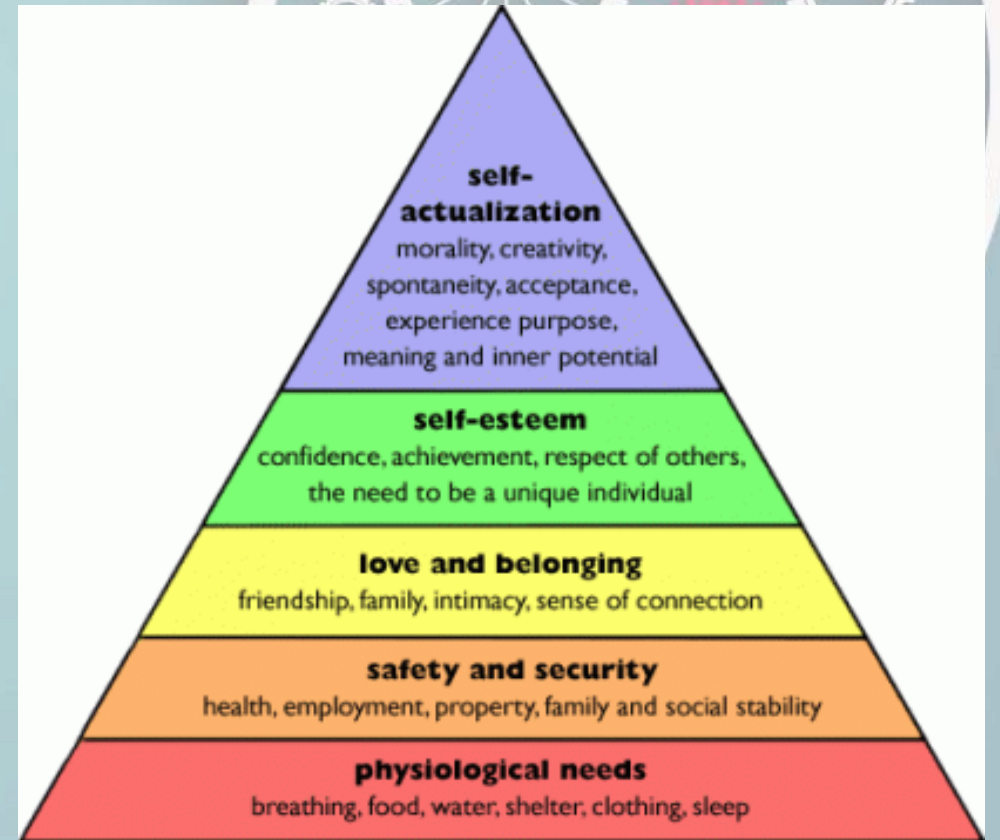 self-
actualization
morality, creativity,
spontaneity, acceptance,
experience purpose,
meaning and inner potential
self-esteem
confidence, achievement, respect of others,
the need to be a unique individual
love and belonging
friendship, family, intimacy, sense of connection
safety and security
health, employment, property, family and social stability
physiological needs
breathing, food, water, shelter, clothing, sleep